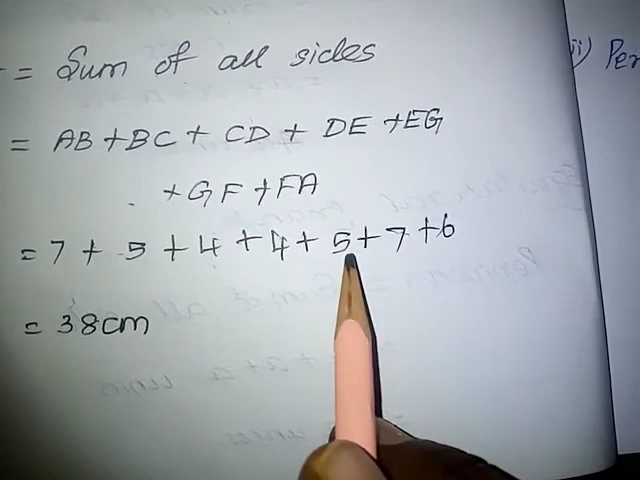 = Sum of all sides
= AB + BC + CD + DE + EG
+ GF + FA
= 7 + 5 + 4 + 4 + 5 + 7 + 6
= 38cm
ii) Per